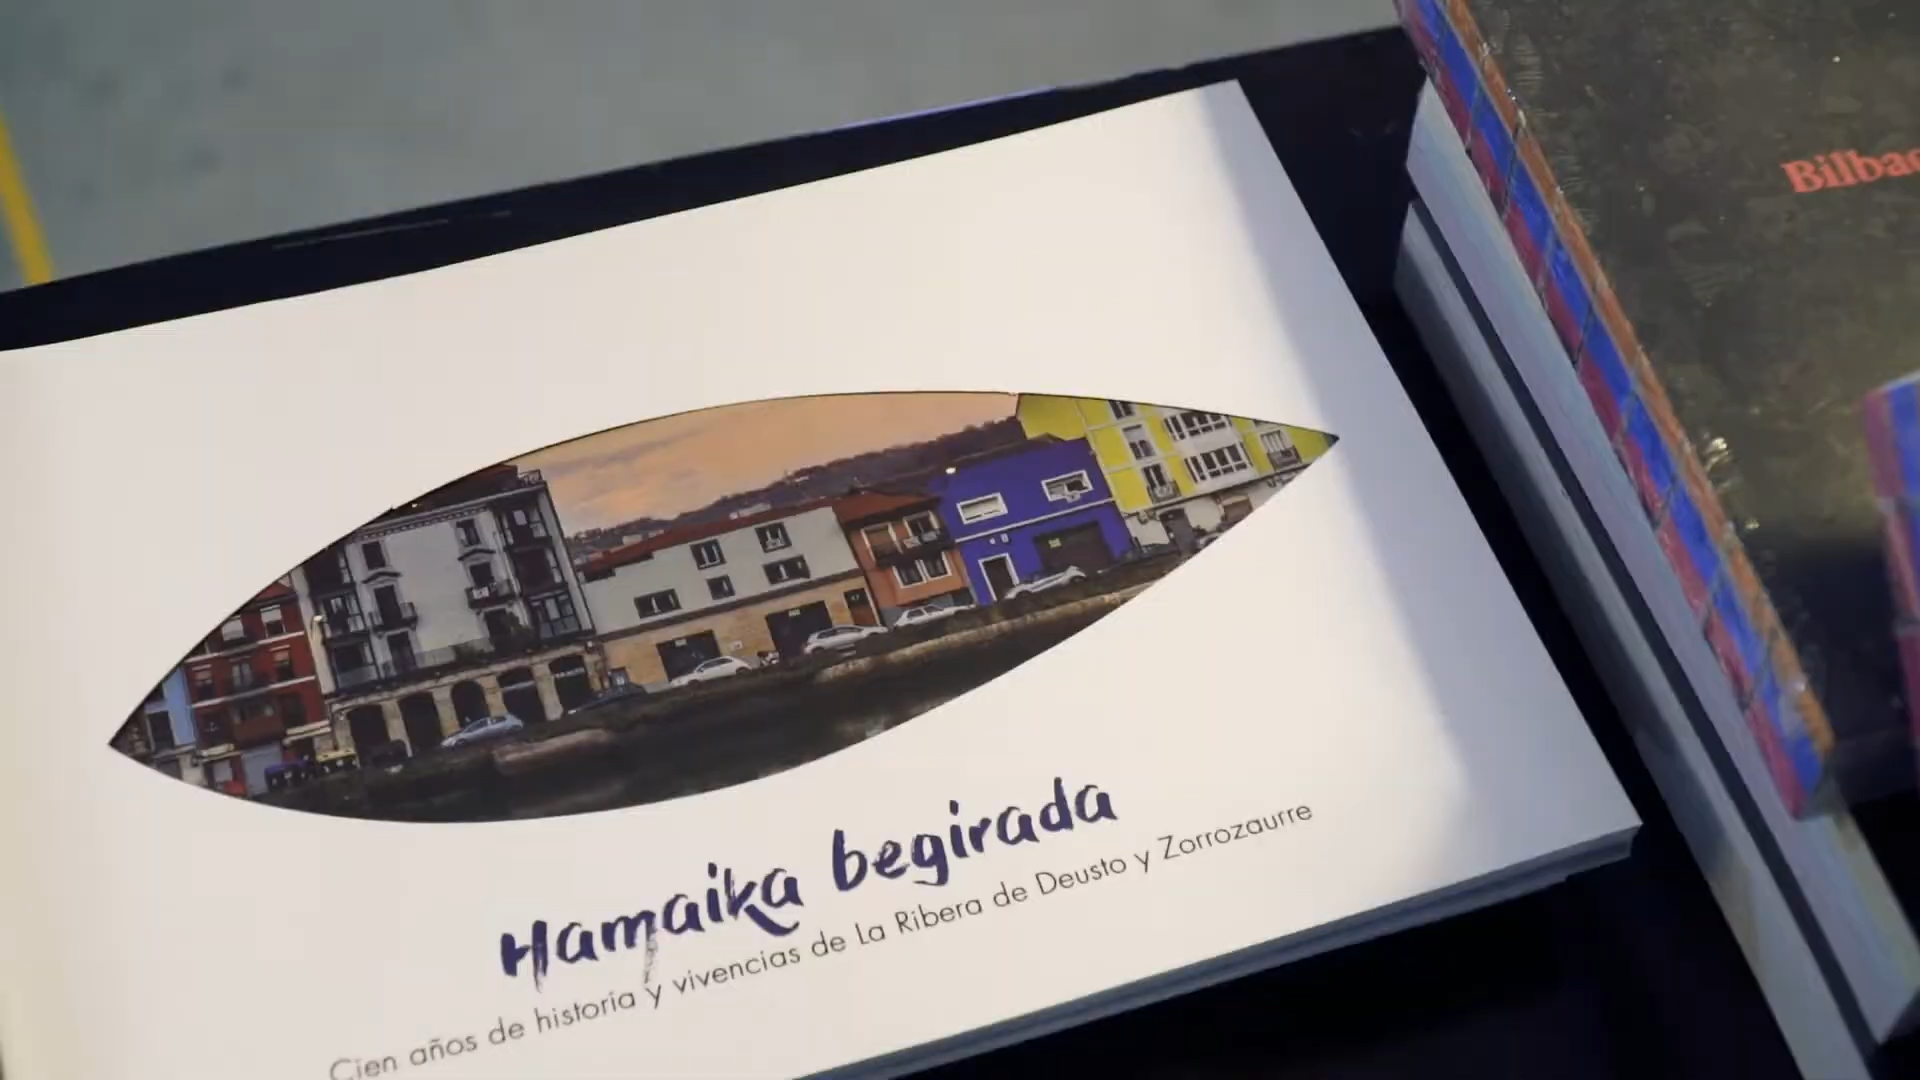 Hamaika begirada
Cien años de historia y vivencias de La Ribera de Deusto y Zorrozaurre